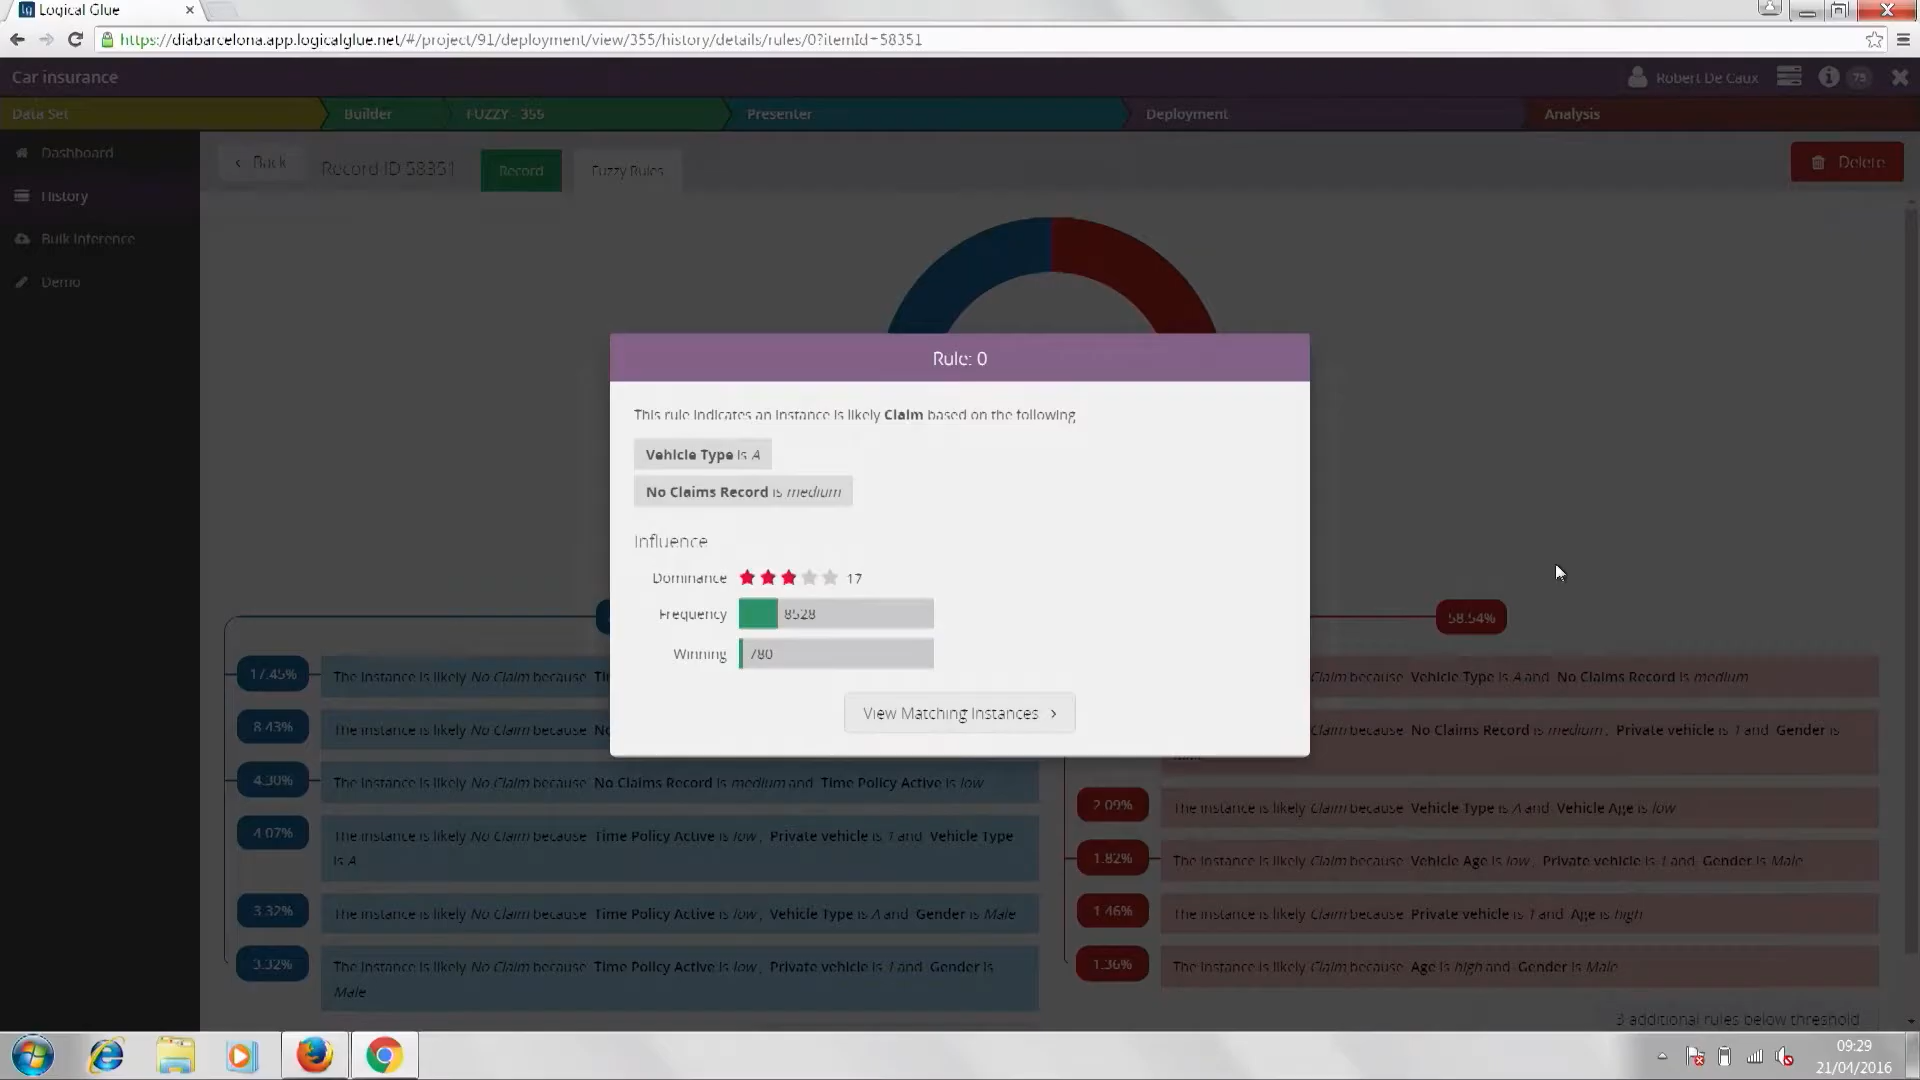 Logical Glue
https://diabarcelona.app.logicalglue.net/#/project/91/deployment/view/355/history/details/rules/0?itemId=58351
Car insurance
Robert De Caux
75
Data Set
Builder
FUZZY - 355
Presenter
Deployment
Analysis
Dashboard
History
Bulk Inference
Demo
Back
Record ID 58351
Record
Fuzzy Rules
Delete
Rule: 0
This rule indicates an instance is likely Claim based on the following
Vehicle Type is A
No Claims Record is medium
Influence
Dominance 17
Frequency 8528
Winning 780
View Matching Instances
58.54%
17.45% The instance is likely No Claim because
8.43% The instance is likely No Claim because
4.30% The instance is likely No Claim because No Claims Record is medium and Time Policy Active is low
4.07% The instance is likely No Claim because Time Policy Active is low, Private vehicle is 1 and Vehicle Type
is A
3.32% The instance is likely No Claim because Time Policy Active is low, Vehicle Type is A and Gender is Male
3.32% The instance is likely No Claim because Time Policy Active is low, Private vehicle is 1 and Gender is
Male
Claim because Vehicle Type is A and No Claims Record is medium
Claim because No Claims Record is medium, Private vehicle is 1 and Gender is
2.09% The instance is likely Claim because Vehicle Type is A and Vehicle Age is low
1.82% The instance is likely Claim because Vehicle Age is low, Private vehicle is 1 and Gender is Male
1.46% The instance is likely Claim because Private vehicle is 1 and Age is high
1.36% The instance is likely Claim because Age is high and Gender is Male
3 additional rules below threshold
09:29
21/04/2016